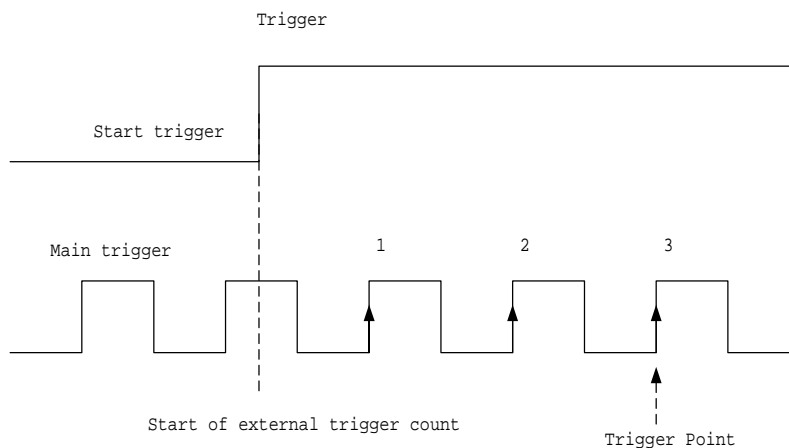 Trigger
Start trigger
Main trigger
1
2
3
Start of external trigger count
Trigger Point